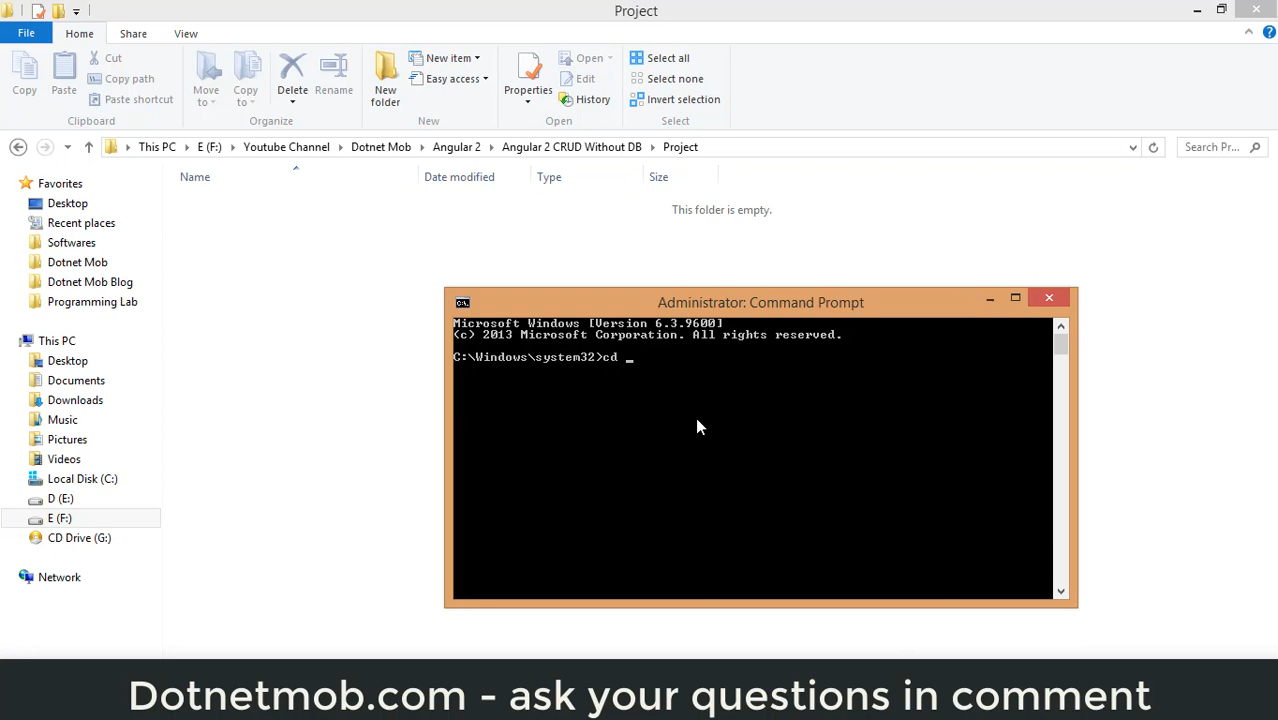 Project
File
Home
Share
View
Copy
Paste
Cut
Copy path
Paste shortcut
Clipboard
Move to
Copy to
Delete
Rename
Organize
New folder
New item
Easy access
New
Properties
Open
Edit
History
Open
Select all
Select none
Invert selection
Select
This PC
E (F:)
Youtube Channel
Dotnet Mob
Angular 2
Angular 2 CRUD Without DB
Project
Search Pr...
Name
Date modified
Type
Size
This folder is empty.
Favorites
Desktop
Recent places
Softwares
Dotnet Mob
Dotnet Mob Blog
Programming Lab
This PC
Desktop
Documents
Downloads
Music
Pictures
Videos
Local Disk (C:)
D (E:)
E (F:)
CD Drive (G:)
Network
Administrator: Command Prompt
Microsoft Windows [Version 6.3.9600]
(c) 2013 Microsoft Corporation. All rights reserved.
C:\Windows\system32>cd _
Dotnetmob.com - ask your questions in comment